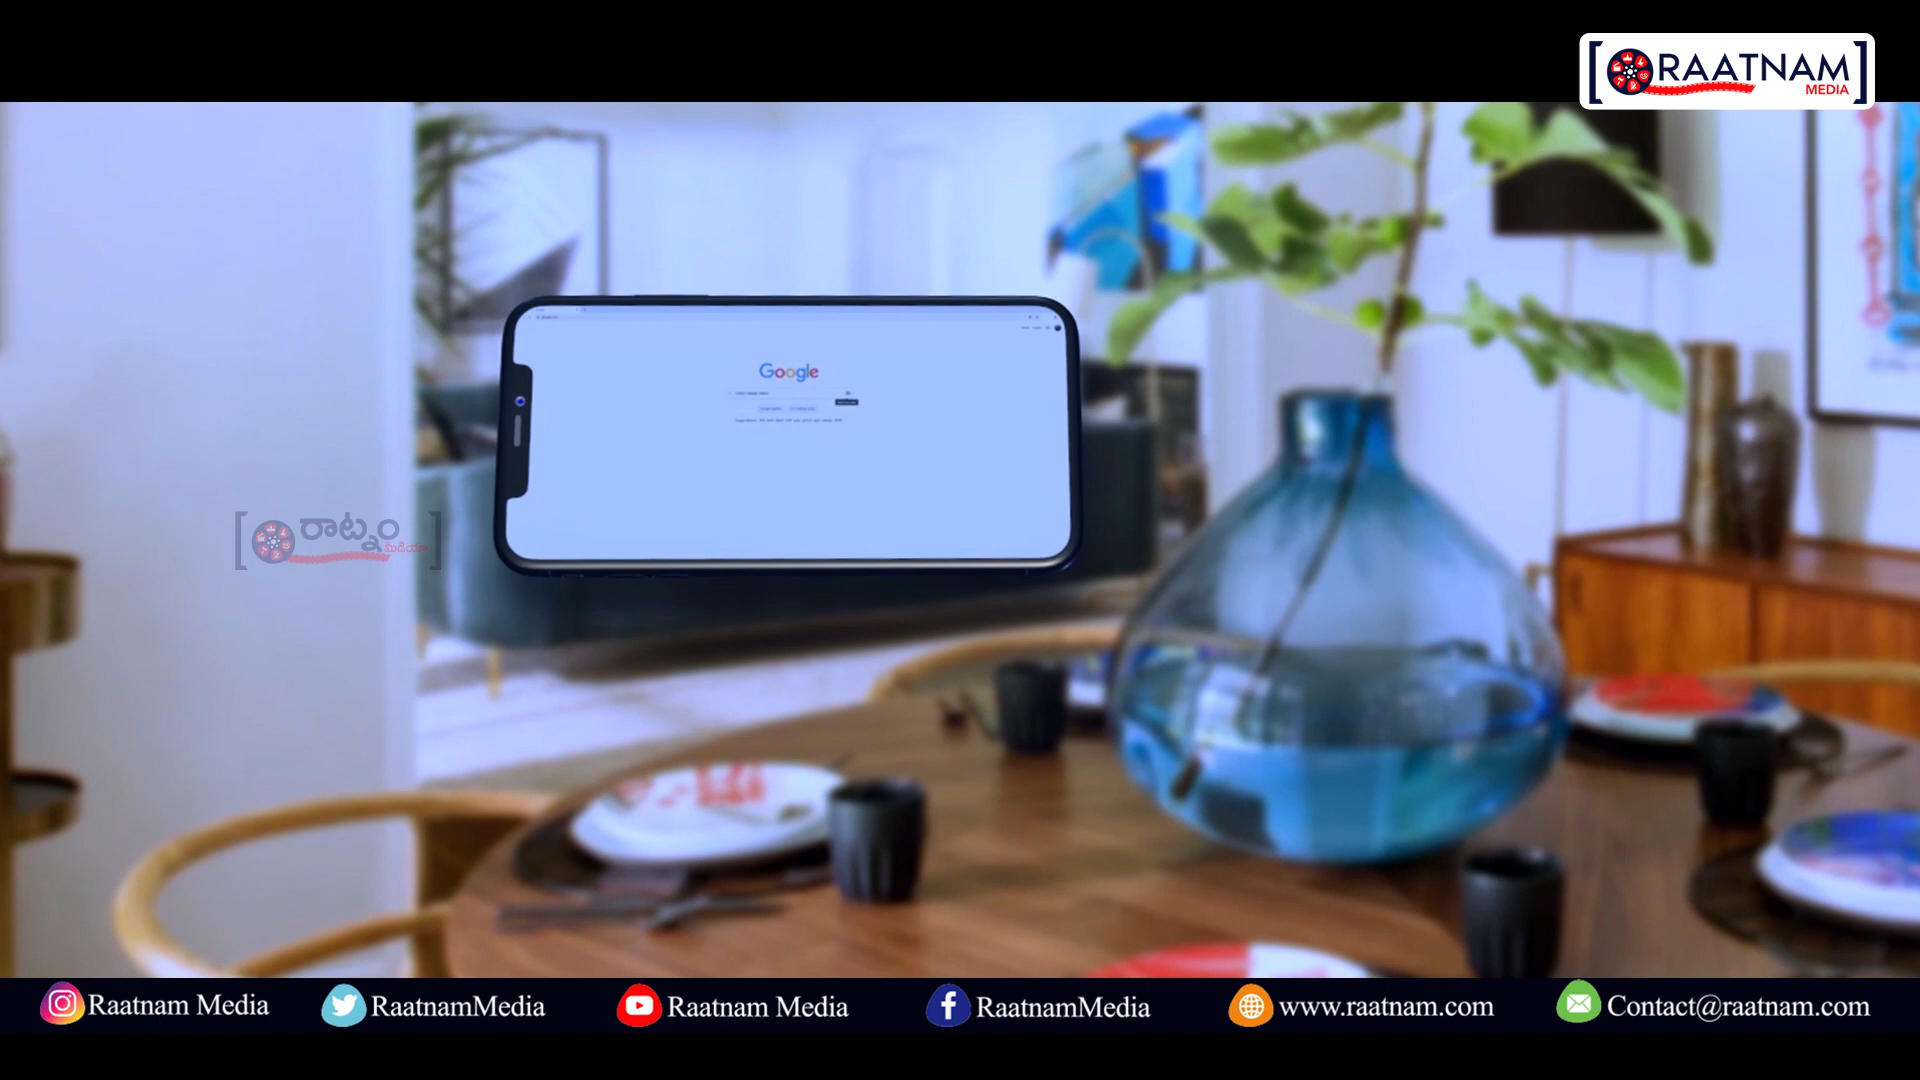 RAATNAM
MEDIA
Google
రాట్నం
మీడియా
Raatnam Media
RaatnamMedia
Raatnam Media
RaatnamMedia
www.raatnam.com
Contact@raatnam.com